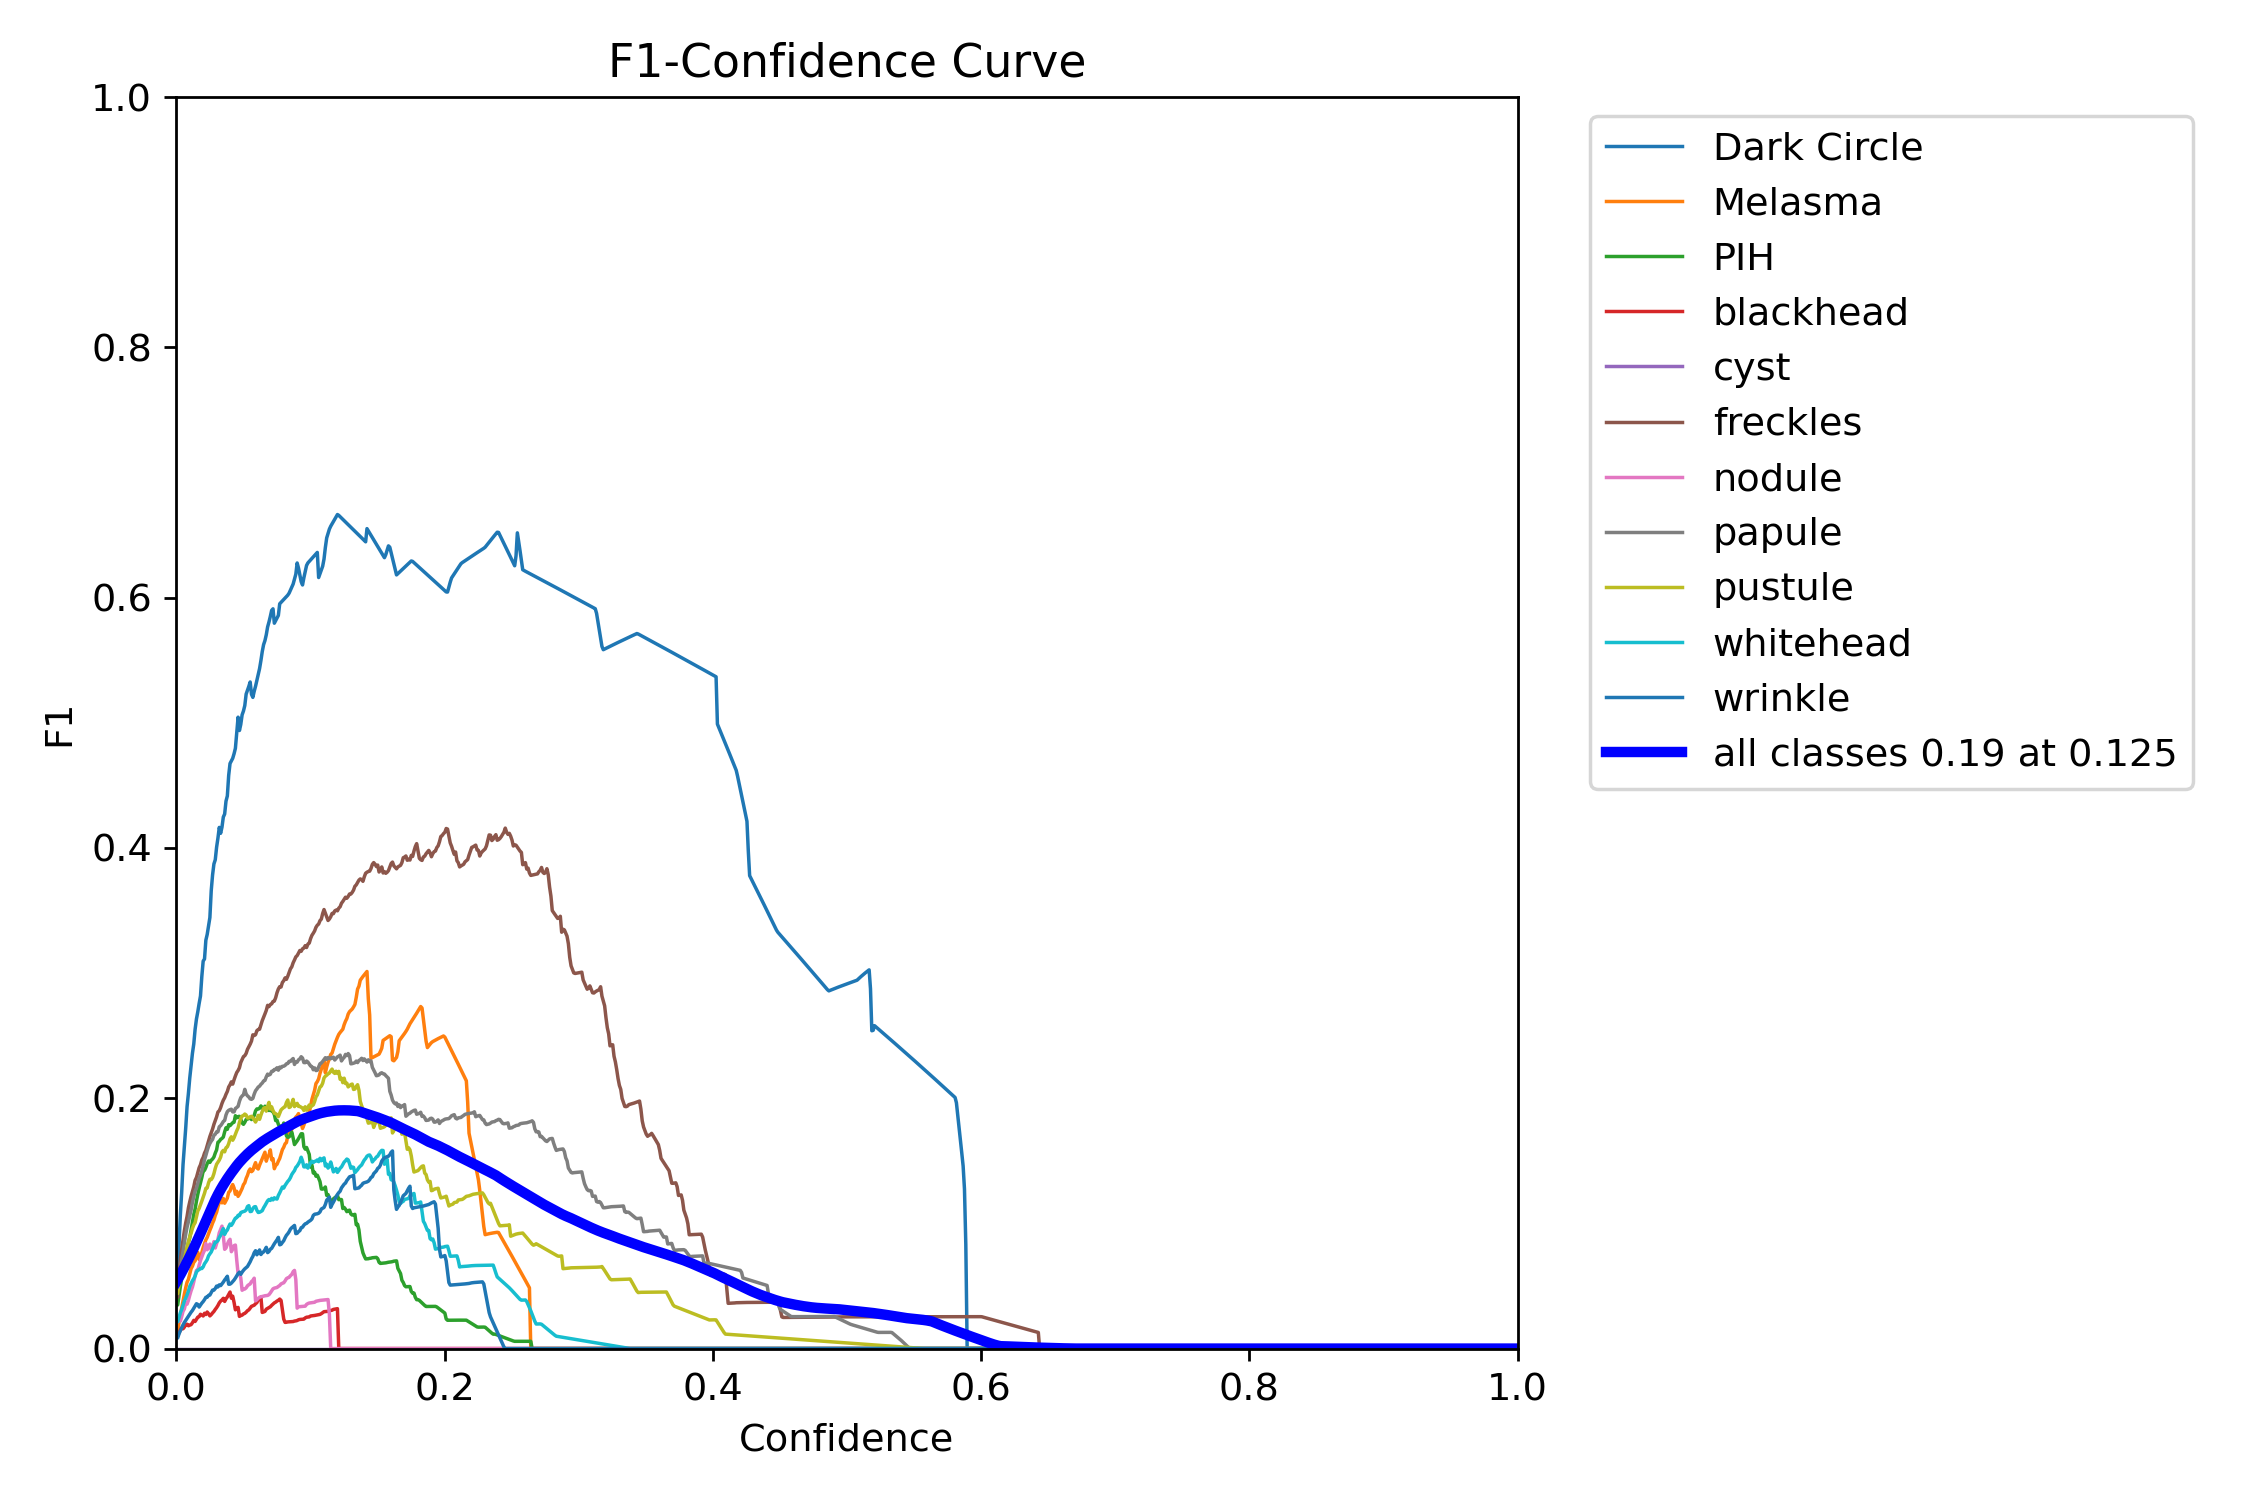 F1-Confidence Curve
1.0
0.8
0.6
0.4
0.2
0.0
F1
0.0 0.2 0.4 0.6 0.8 1.0
Confidence
Dark Circle
Melasma
PIH
blackhead
cyst
freckles
nodule
papule
pustule
whitehead
wrinkle
all classes 0.19 at 0.125